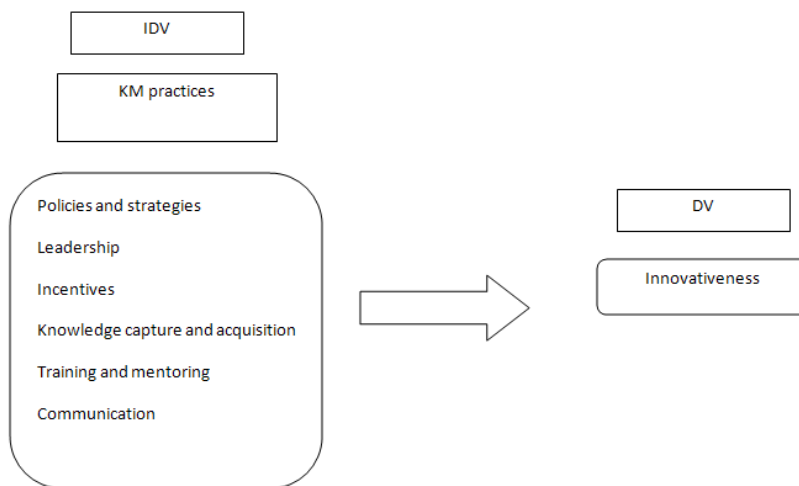 IDV
KM practices
Policies and strategies
Leadership
Incentives
Knowledge capture and acquisition
Training and mentoring
Communication
DV
Innovativeness